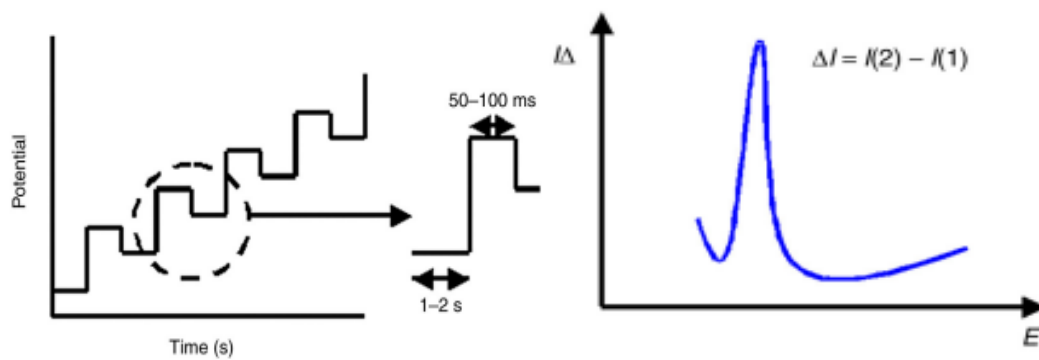 Potential
Time (s)
50–100 ms
1–2 s
IΔ
ΔI = I(2) – I(1)
E